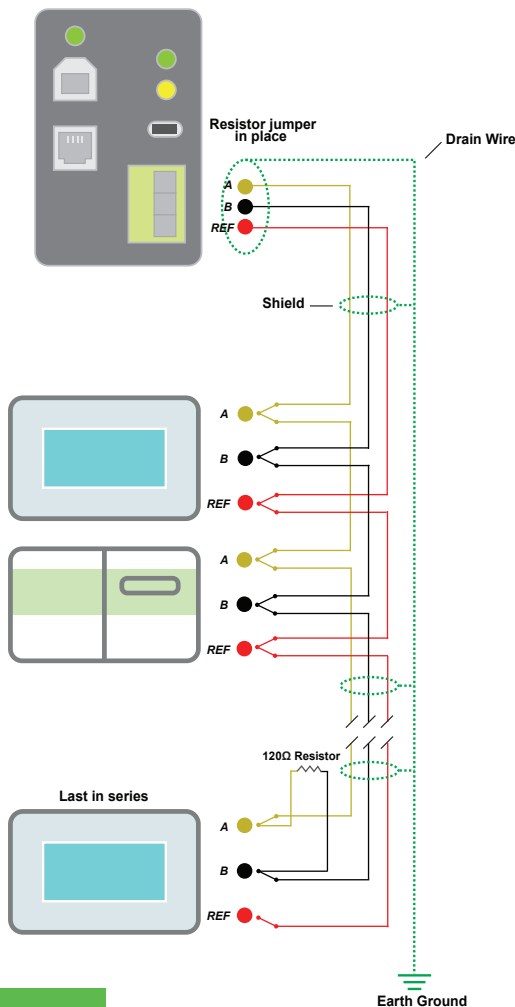 Resistor jumper
in place
Drain Wire
A
B
REF
Shield
A
B
REF
A
B
REF
120Ω Resistor
Last in series
A
B
REF
Earth Ground